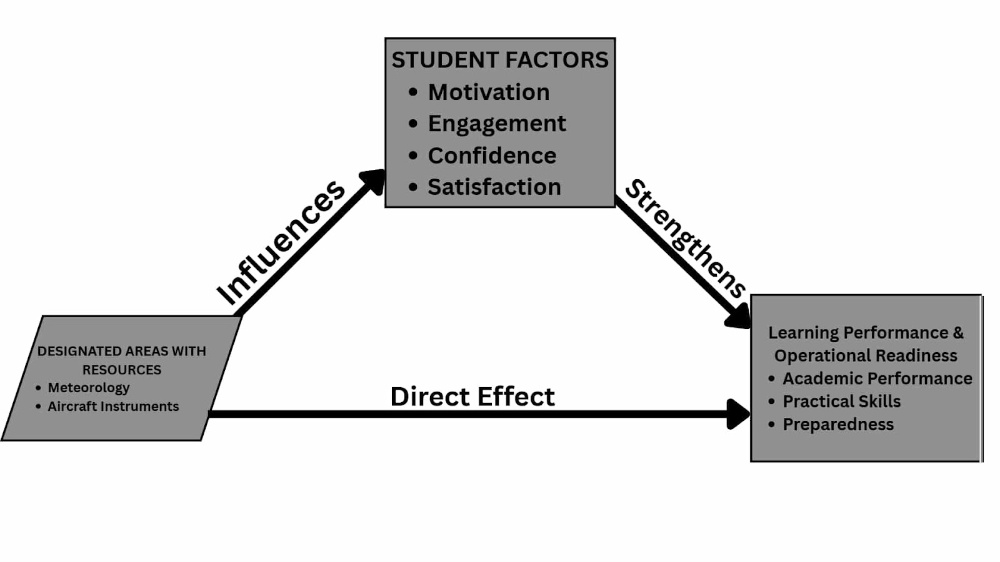 STUDENT FACTORS
• Motivation
• Engagement
• Confidence
• Satisfaction
Influences
Strengthens
DESIGNATED AREAS WITH
RESOURCES
• Meteorology
• Aircraft Instruments
Direct Effect
Learning Performance &
Operational Readiness
• Academic Performance
• Practical Skills
• Preparedness